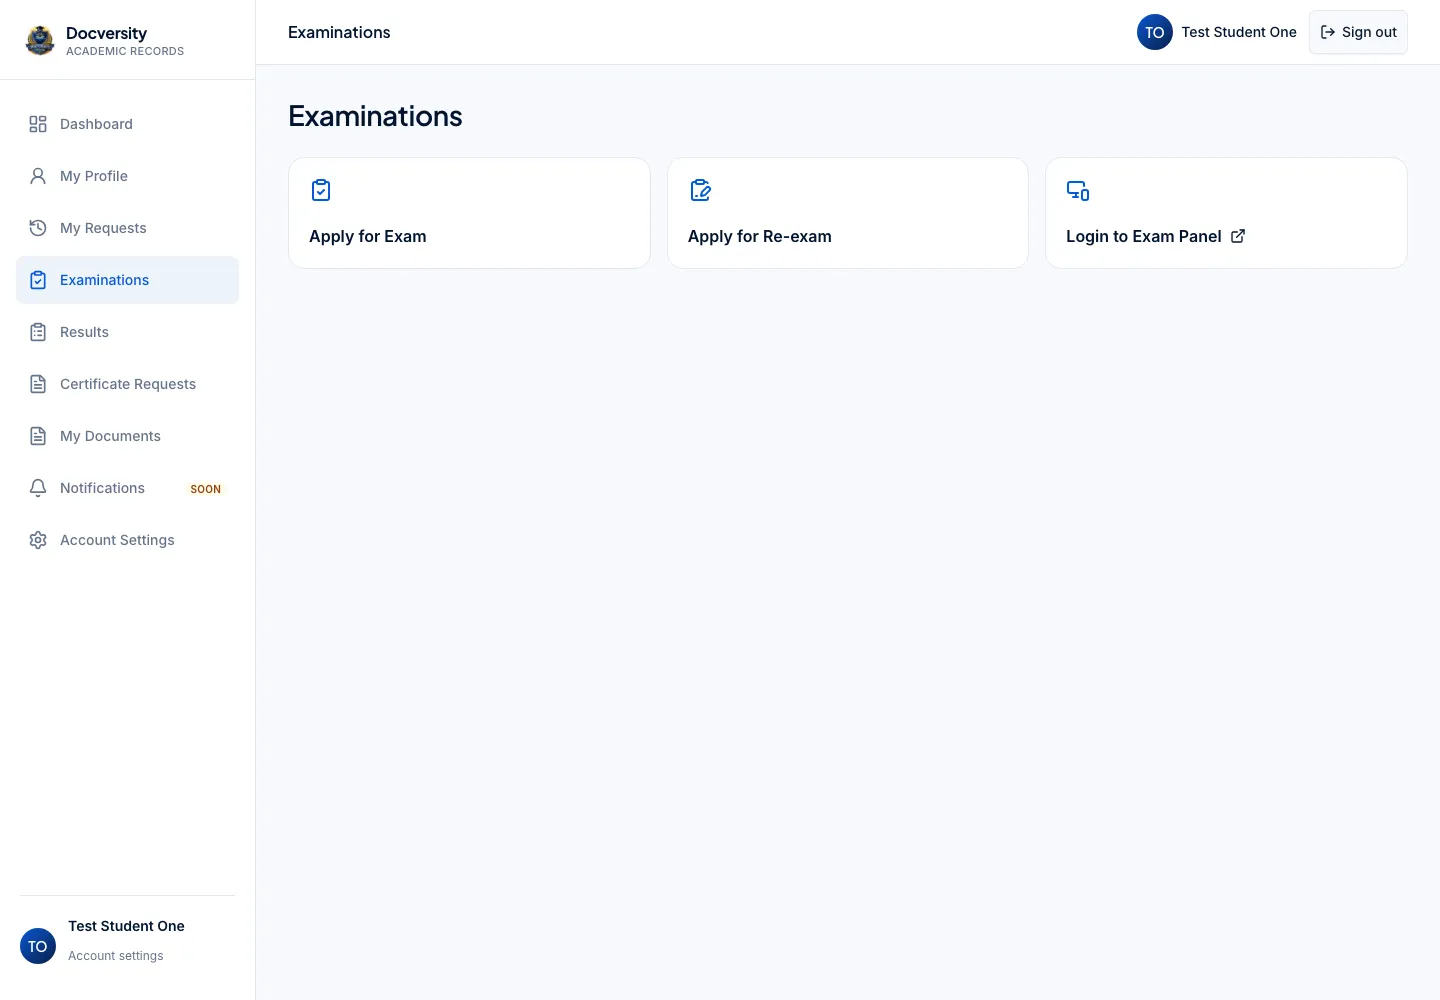 Docversity
ACADEMIC RECORDS
Dashboard
My Profile
My Requests
Examinations
Results
Certificate Requests
My Documents
Notifications SOON
Account Settings
TO
Test Student One
Account settings
Examinations
TO Test Student One Sign out
Examinations
Apply for Exam
Apply for Re-exam
Login to Exam Panel